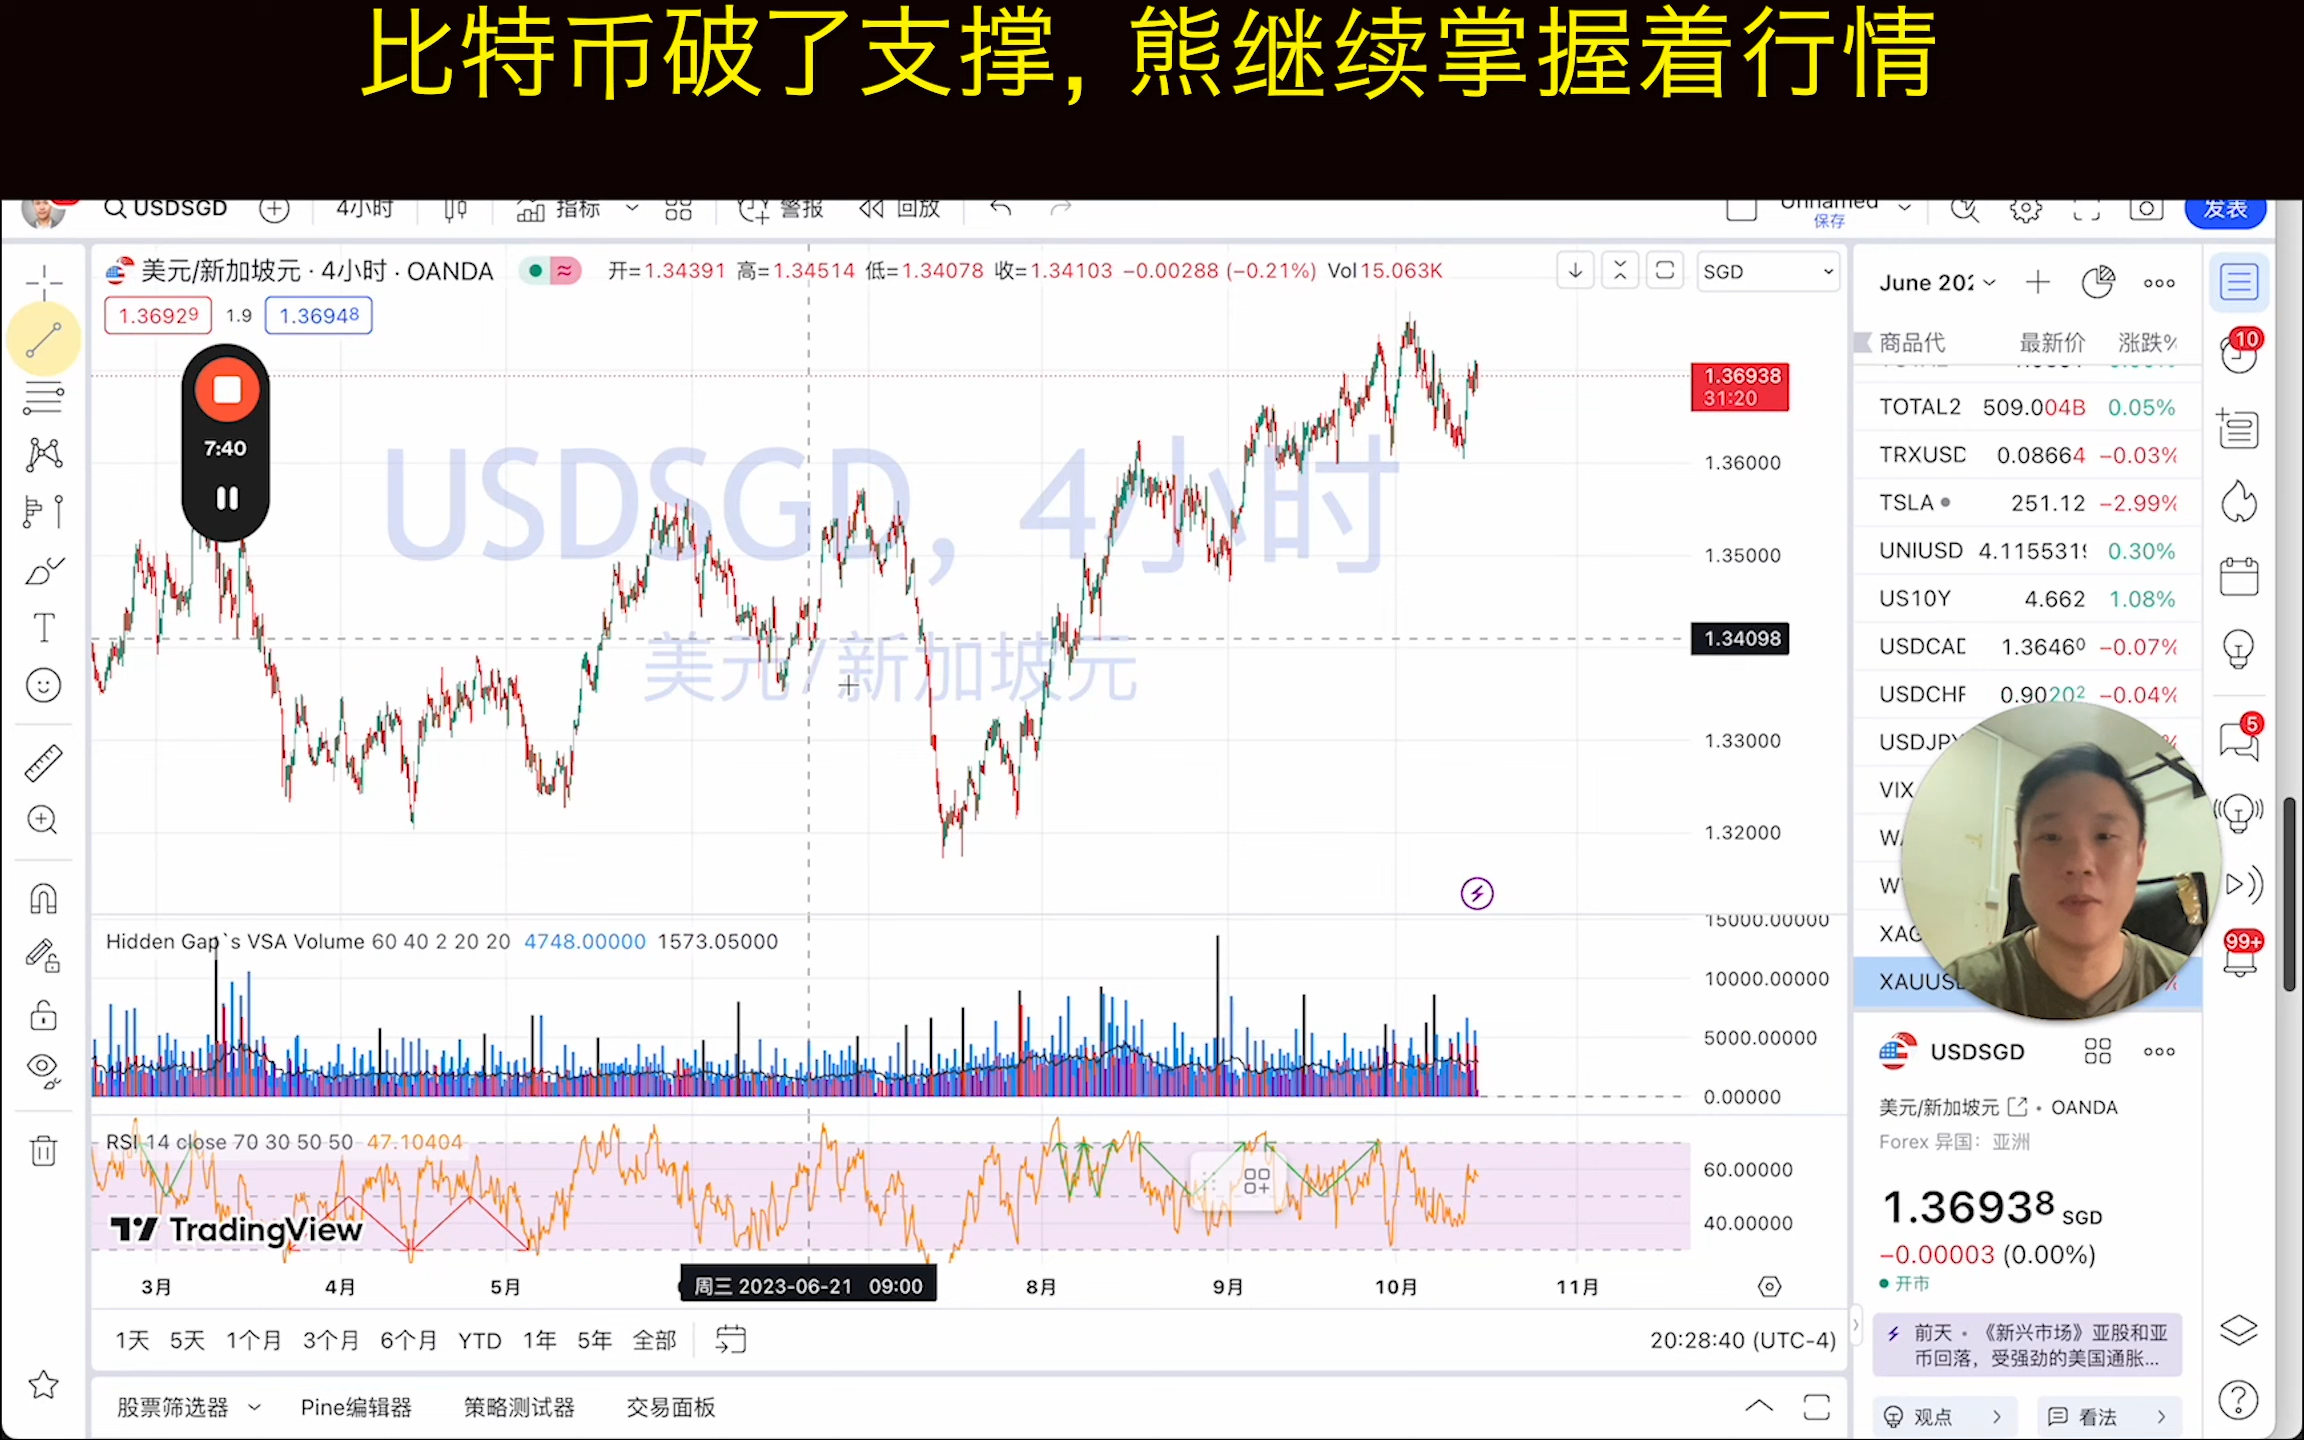 比特币破了支撑, 熊继续掌握着行情
USDSGD
4小时
指标
警报
回放
Unnamed
保存
发表
美元/新加坡元 · 4小时 · OANDA
开=1.34391 高=1.34514 低=1.34078 收=1.34103 −0.00288 (−0.21%) Vol15.063K
SGD
1.36929 1.9 1.36948
7:40
USDSGD, 4小时
美元/新加坡元
1.36938
31:20
1.36000
1.35000
1.34098
1.33000
1.32000
Hidden Gap`s VSA Volume 60 40 2 20 20 4748.00000 1573.05000
15000.00000
10000.00000
5000.00000
0.00000
RSI 14 close 70 30 50 50 47.10404
60.00000
40.00000
TradingView
3月 4月 5月 周三 2023-06-21 09:00 8月 9月 10月 11月
1天 5天 1个月 3个月 6个月 YTD 1年 5年 全部
20:28:40 (UTC-4)
股票筛选器 Pine编辑器 策略测试器 交易面板
June 202
商品代 最新价 涨跌%
TOTAL2 509.004B 0.05%
TRXUSD 0.08664 −0.03%
TSLA 251.12 −2.99%
UNIUSD 4.1155319 0.30%
US10Y 4.662 1.08%
USDCAD 1.36460 −0.07%
USDCHF 0.90202 −0.04%
USDJPY
VIX
XAUUS
USDSGD
美元/新加坡元 • OANDA
Forex 异国: 亚洲
1.36938 SGD
−0.00003 (0.00%)
开市
前天 • 《新兴市场》亚股和亚
币回落，受强劲的美国通胀...
观点
看法
10
5
99+